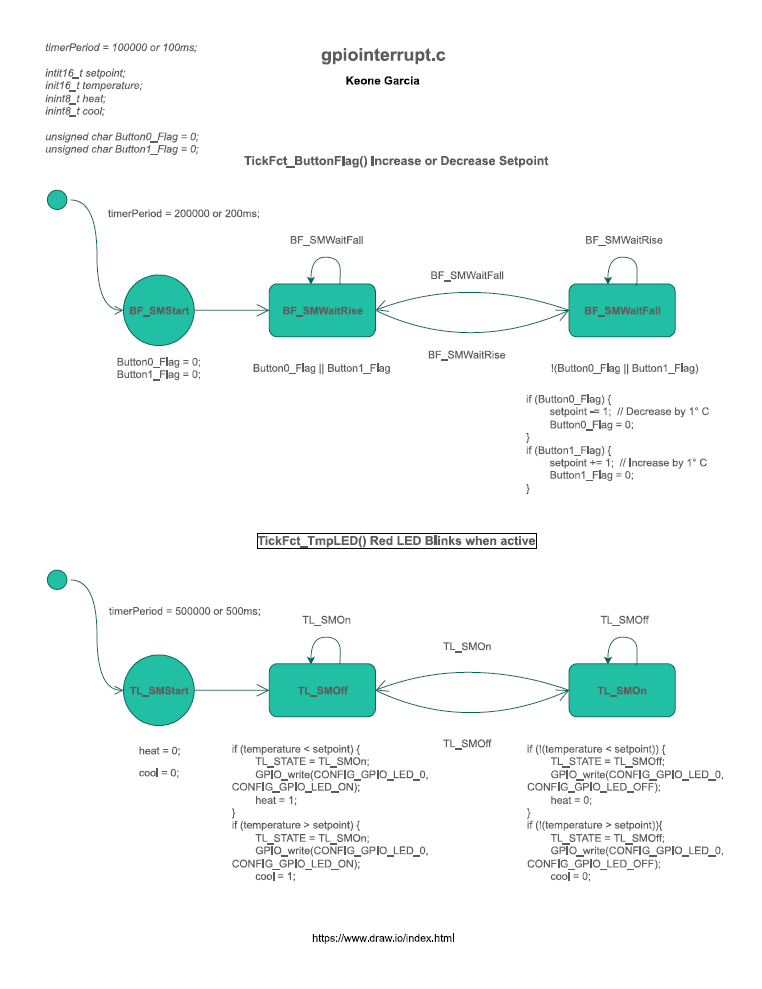 timerPeriod = 100000 or 100ms;
gpiointerrupt.c
Keone Garcia
intit16_t setpoint;
init16_t temperature;
inint8_t heat;
inint8_t cool;
unsigned char Button0_Flag = 0;
unsigned char Button1_Flag = 0;
TickFct_ButtonFlag() Increase or Decrease Setpoint
timerPeriod = 200000 or 200ms;
BF_SMWaitFall
BF_SMWaitRise
BF_SMWaitFall
BF_SMStart
BF_SMWaitRise
BF_SMWaitFall
BF_SMWaitRise
Button0_Flag = 0;
Button1_Flag = 0;
Button0_Flag || Button1_Flag
!(Button0_Flag || Button1_Flag)
if (Button0_Flag) {
setpoint -= 1; // Decrease by 1° C
Button0_Flag = 0;
}
if (Button1_Flag) {
setpoint += 1; // Increase by 1° C
Button1_Flag = 0;
}
TickFct_TmpLED() Red LED Blinks when active
timerPeriod = 500000 or 500ms;
TL_SMOn
TL_SMOff
TL_SMOn
TL_SMStart
TL_SMOff
TL_SMOn
TL_SMOff
heat = 0;
cool = 0;
if (temperature < setpoint) {
TL_STATE = TL_SMOn;
GPIO_write(CONFIG_GPIO_LED_0,
CONFIG_GPIO_LED_ON);
heat = 1;
}
if (temperature > setpoint) {
TL_STATE = TL_SMOn;
GPIO_write(CONFIG_GPIO_LED_0,
CONFIG_GPIO_LED_ON);
cool = 1;
if (!(temperature < setpoint)) {
TL_STATE = TL_SMOff;
GPIO_write(CONFIG_GPIO_LED_0,
CONFIG_GPIO_LED_OFF);
heat = 0;
}
if (!(temperature > setpoint)){
TL_STATE = TL_SMOff;
GPIO_write(CONFIG_GPIO_LED_0,
CONFIG_GPIO_LED_OFF);
cool = 0;
https://www.draw.io/index.html